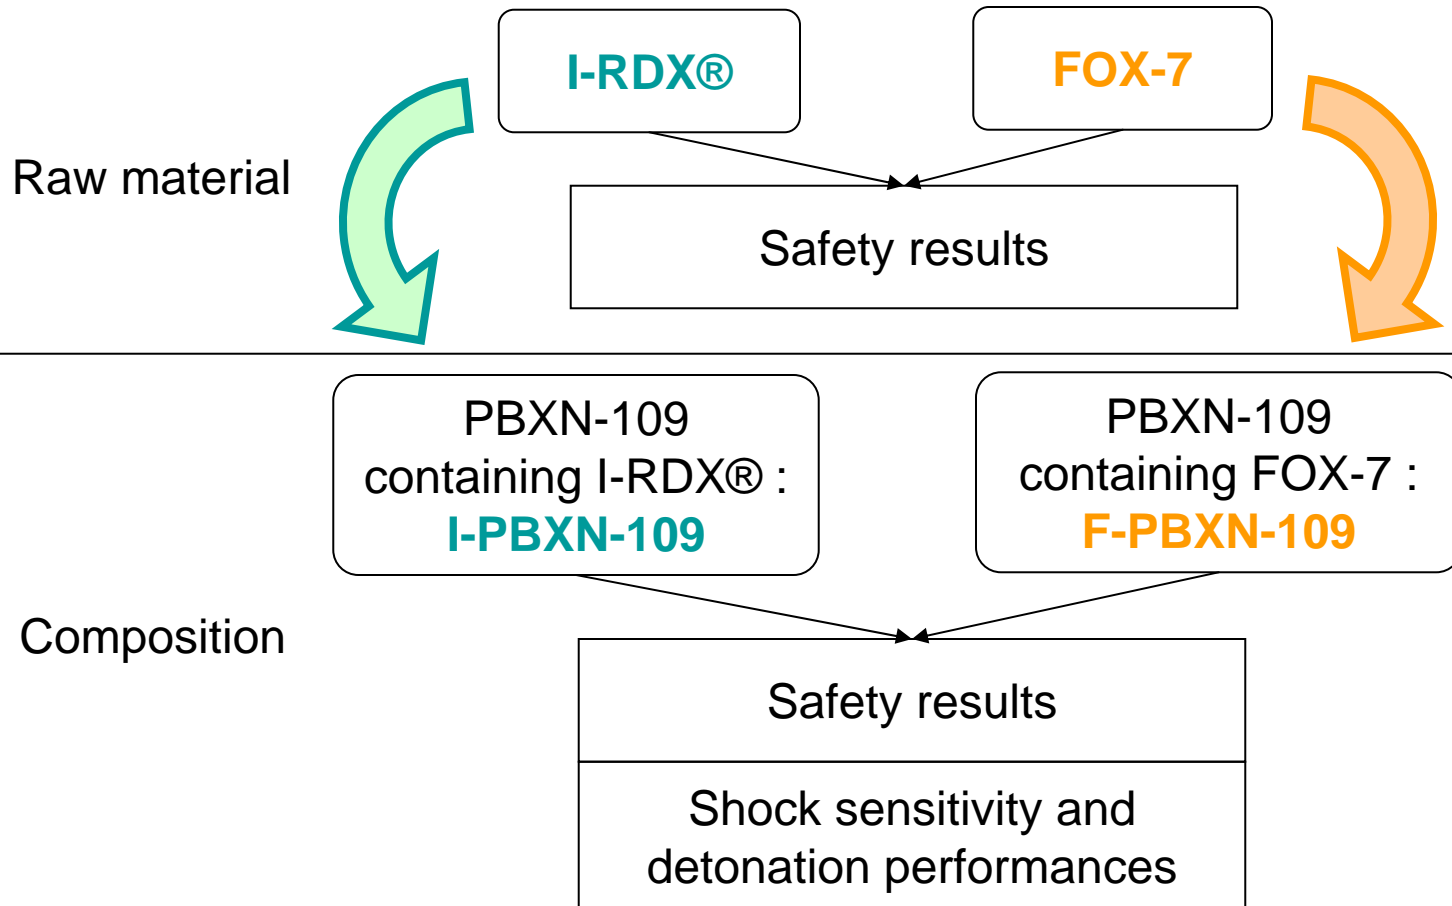 I-RDX®
FOX-7
Raw material
Safety results
PBXN-109
containing I-RDX® :
I-PBXN-109
PBXN-109
containing FOX-7 :
F-PBXN-109
Composition
Safety results
Shock sensitivity and
detonation performances